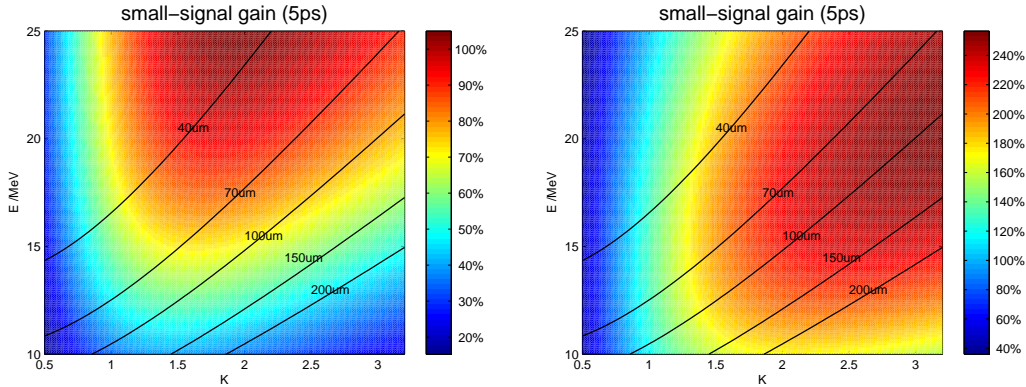 small-signal gain (5ps)
25
20
15
10
E /MeV
40um
70um
100um
150um
200um
0.5
1
1.5
2
2.5
3
K
100%
90%
80%
70%
60%
50%
40%
30%
20%
small-signal gain (5ps)
25
20
15
10
E /MeV
40um
70um
100um
150um
200um
0.5
1
1.5
2
2.5
3
K
240%
220%
200%
180%
160%
140%
120%
100%
80%
60%
40%